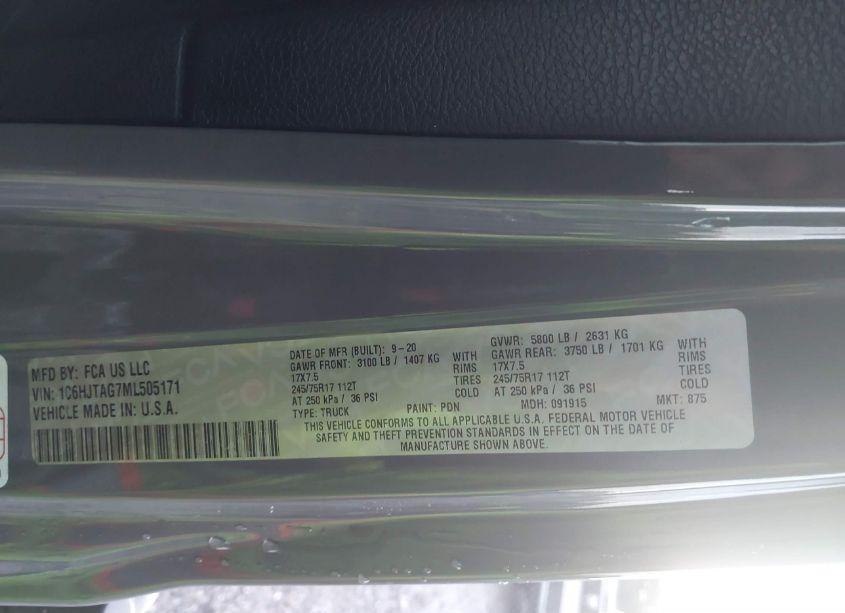 MFD BY: FCA US LLC
VIN: 1C6HJTAG7ML505171
VEHICLE MADE IN U.S.A.
DATE OF MFR (BUILT): 9-20
GAWR FRONT: 3100 LB / 1407 KG WITH
17X7.5 RIMS
245/75R17 112T TIRES
AT 250 kPa / 36 PSI COLD
TYPE: TRUCK
GVWR: 5800 LB / 2631 KG
GAWR REAR: 3750 LB / 1701 KG WITH
17X7.5 RIMS
245/75R17 112T TIRES
AT 250 kPa / 36 PSI COLD
PAINT: PDN MDH: 091915 MKT: 875
THIS VEHICLE CONFORMS TO ALL APPLICABLE U.S.A. FEDERAL MOTOR VEHICLE
SAFETY AND THEFT PREVENTION STANDARDS IN EFFECT ON THE DATE OF
MANUFACTURE SHOWN ABOVE.